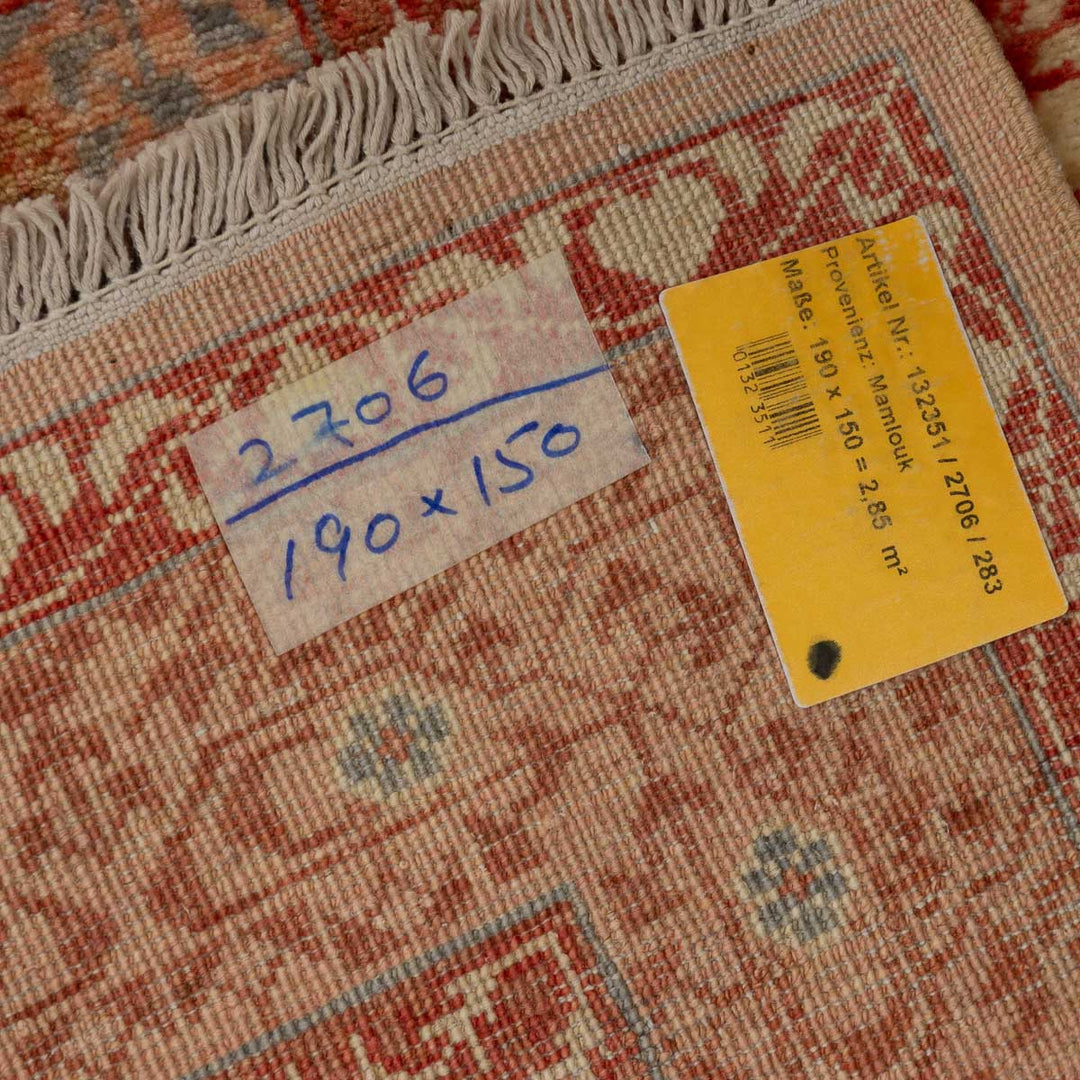 2706
190 x 150
Artikel Nr.: 132351 / 2706 / 283
Provenienz: Mamlouk
Maße: 190 x 150 = 2,85 m²
0132 3511